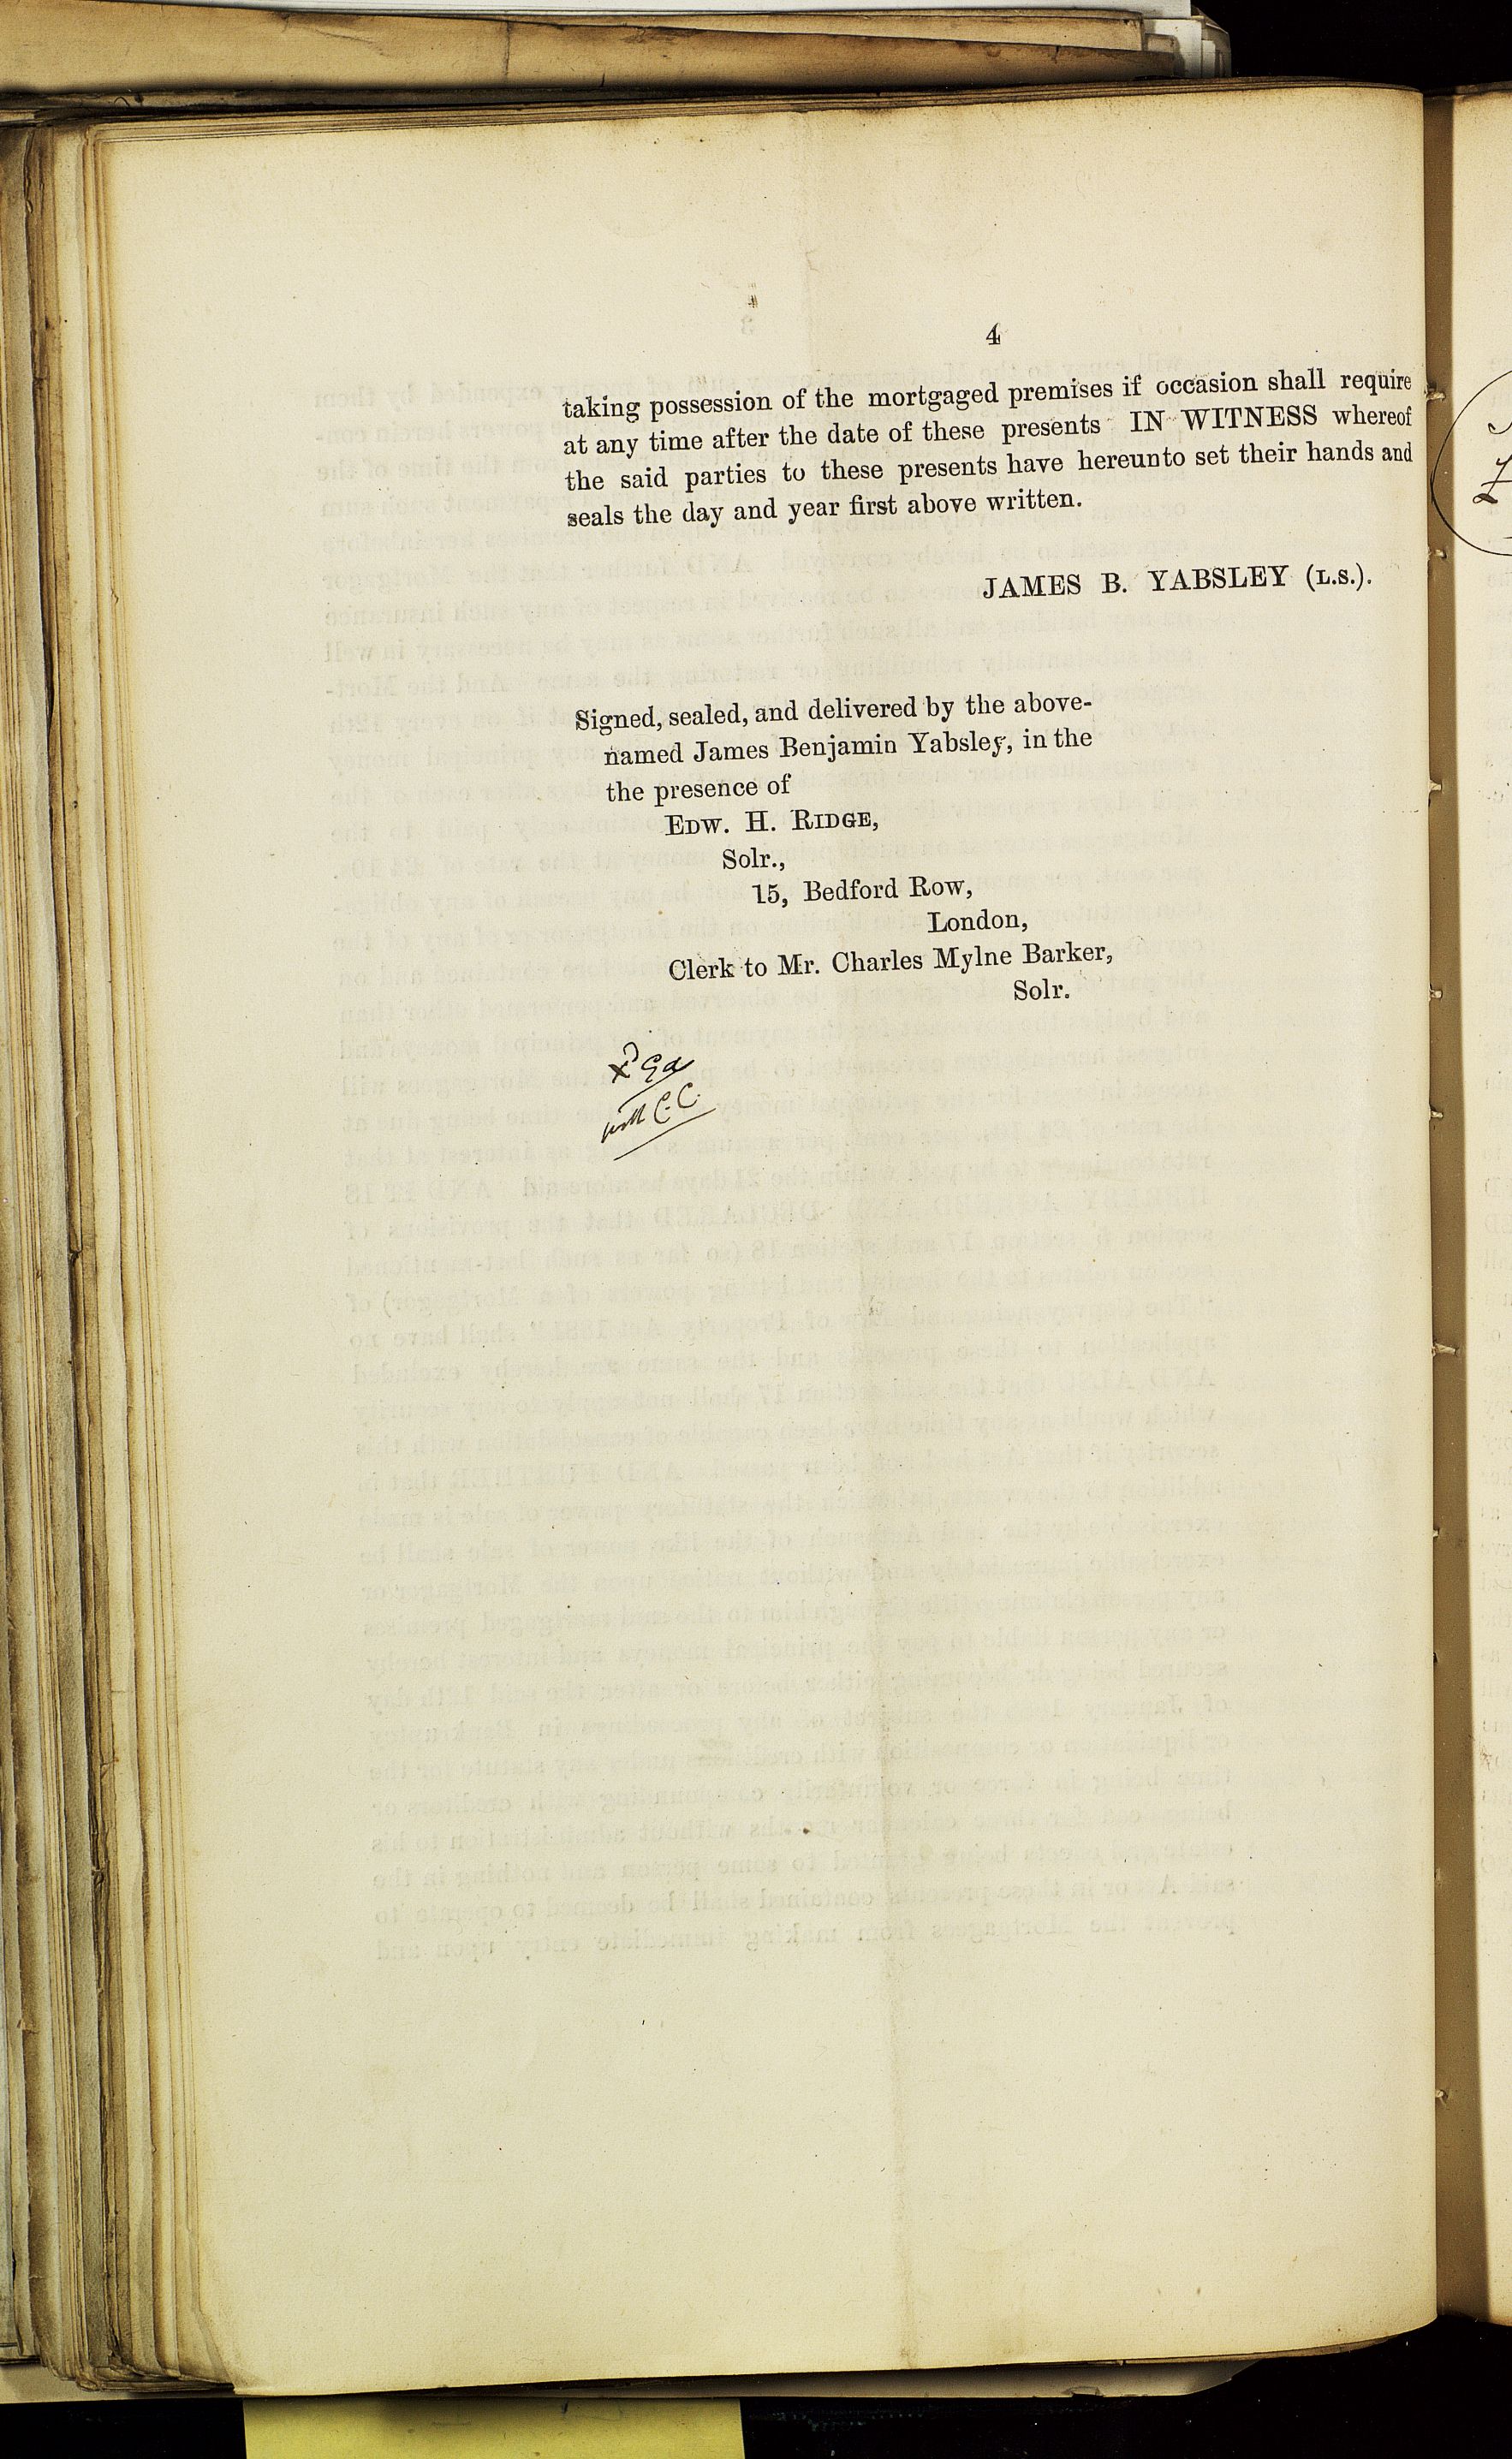 4
taking possession of the mortgaged premises if occasion shall require
at any time after the date of these presents IN WITNESS whereof
the said parties to these presents have hereunto set their hands and
seals the day and year first above written.
JAMES B. YABSLEY (L.S.).
Signed, sealed, and delivered by the above-
named James Benjamin Yabsley, in the
the presence of
EDW. H. RIDGE,
Solr.,
15, Bedford Row,
London,
Clerk to Mr. Charles Mylne Barker,
Solr.
with C.C.